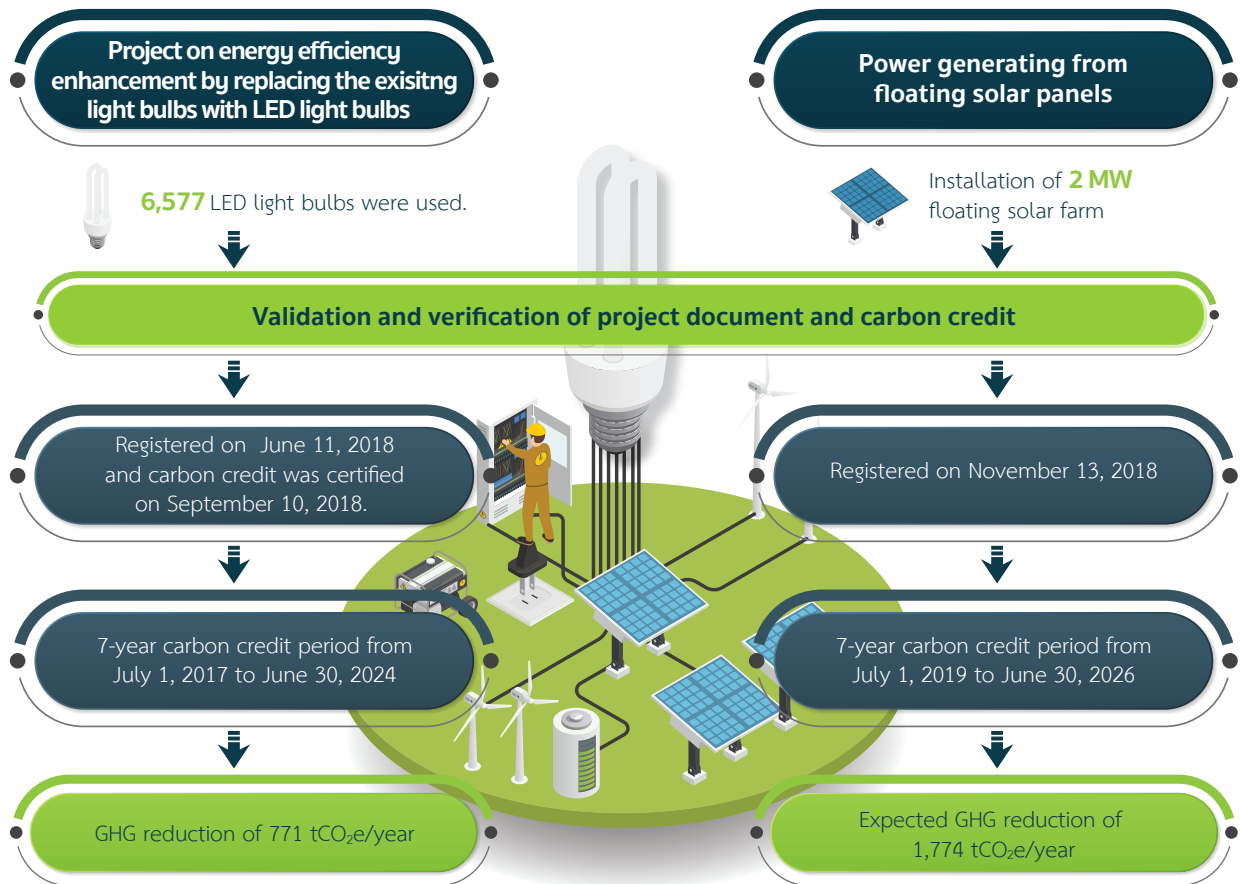 Project on energy efficiency
enhancement by replacing the exisitng
light bulbs with LED light bulbs
6,577 LED light bulbs were used.
Power generating from
floating solar panels
Installation of 2 MW
floating solar farm
Validation and verification of project document and carbon credit
Registered on June 11, 2018
and carbon credit was certified
on September 10, 2018.
Registered on November 13, 2018
7-year carbon credit period from
July 1, 2017 to June 30, 2024
7-year carbon credit period from
July 1, 2019 to June 30, 2026
GHG reduction of 771 tCO₂e/year
Expected GHG reduction of
1,774 tCO₂e/year